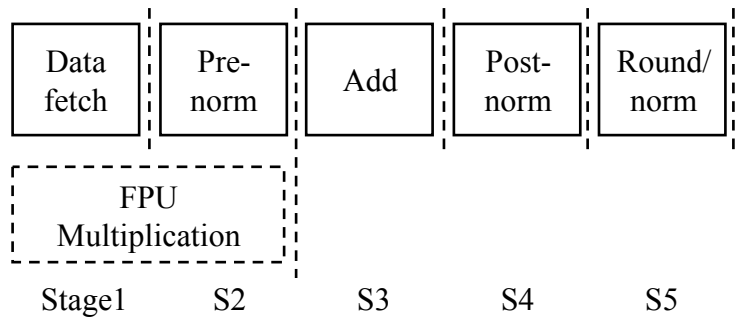 Data
fetch
Pre-
norm
Add
Post-
norm
Round/
norm
FPU
Multiplication
Stage1 S2 S3 S4 S5